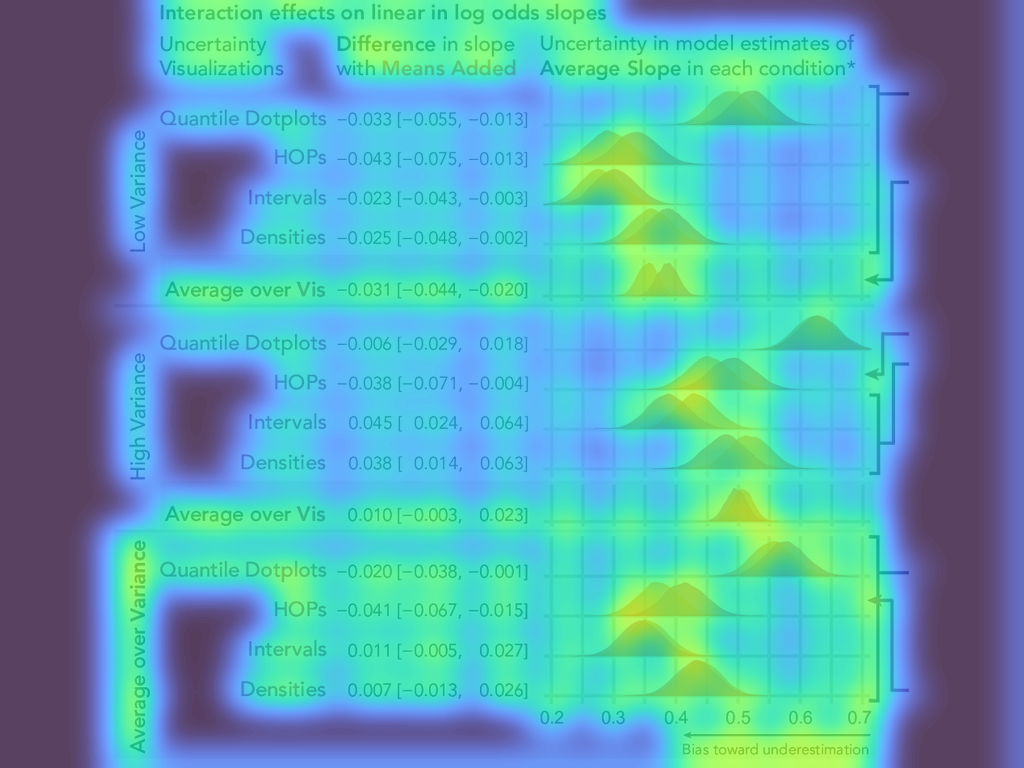 Interaction effects on linear in log odds slopes
Uncertainty Visualizations
Difference in slope with Means Added
Uncertainty in model estimates of Average Slope in each condition*
Low Variance
Quantile Dotplots −0.033 [−0.055, −0.013]
HOPs −0.043 [−0.075, −0.013]
Intervals −0.023 [−0.043, −0.003]
Densities −0.025 [−0.048, −0.002]
Average over Vis −0.031 [−0.044, −0.020]
High Variance
Quantile Dotplots −0.006 [−0.029, 0.018]
HOPs −0.038 [−0.071, −0.004]
Intervals 0.045 [ 0.024, 0.064]
Densities 0.038 [ 0.014, 0.063]
Average over Vis 0.010 [−0.003, 0.023]
Average over Variance
Quantile Dotplots −0.020 [−0.038, −0.001]
HOPs −0.041 [−0.067, −0.015]
Intervals 0.011 [−0.005, 0.027]
Densities 0.007 [−0.013, 0.026]
0.2 0.3 0.4 0.5 0.6 0.7
Bias toward underestimation